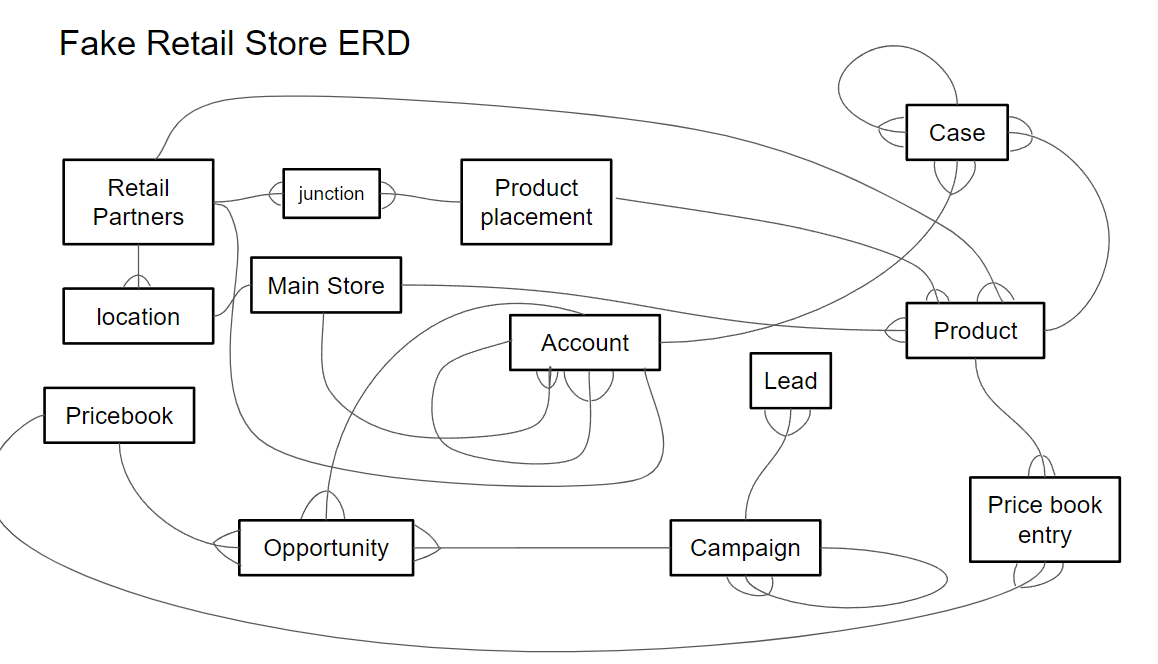 Fake Retail Store ERD
Case
Retail
Partners
junction
Product
placement
Main Store
location
Product
Account
Lead
Pricebook
Price book
entry
Opportunity
Campaign